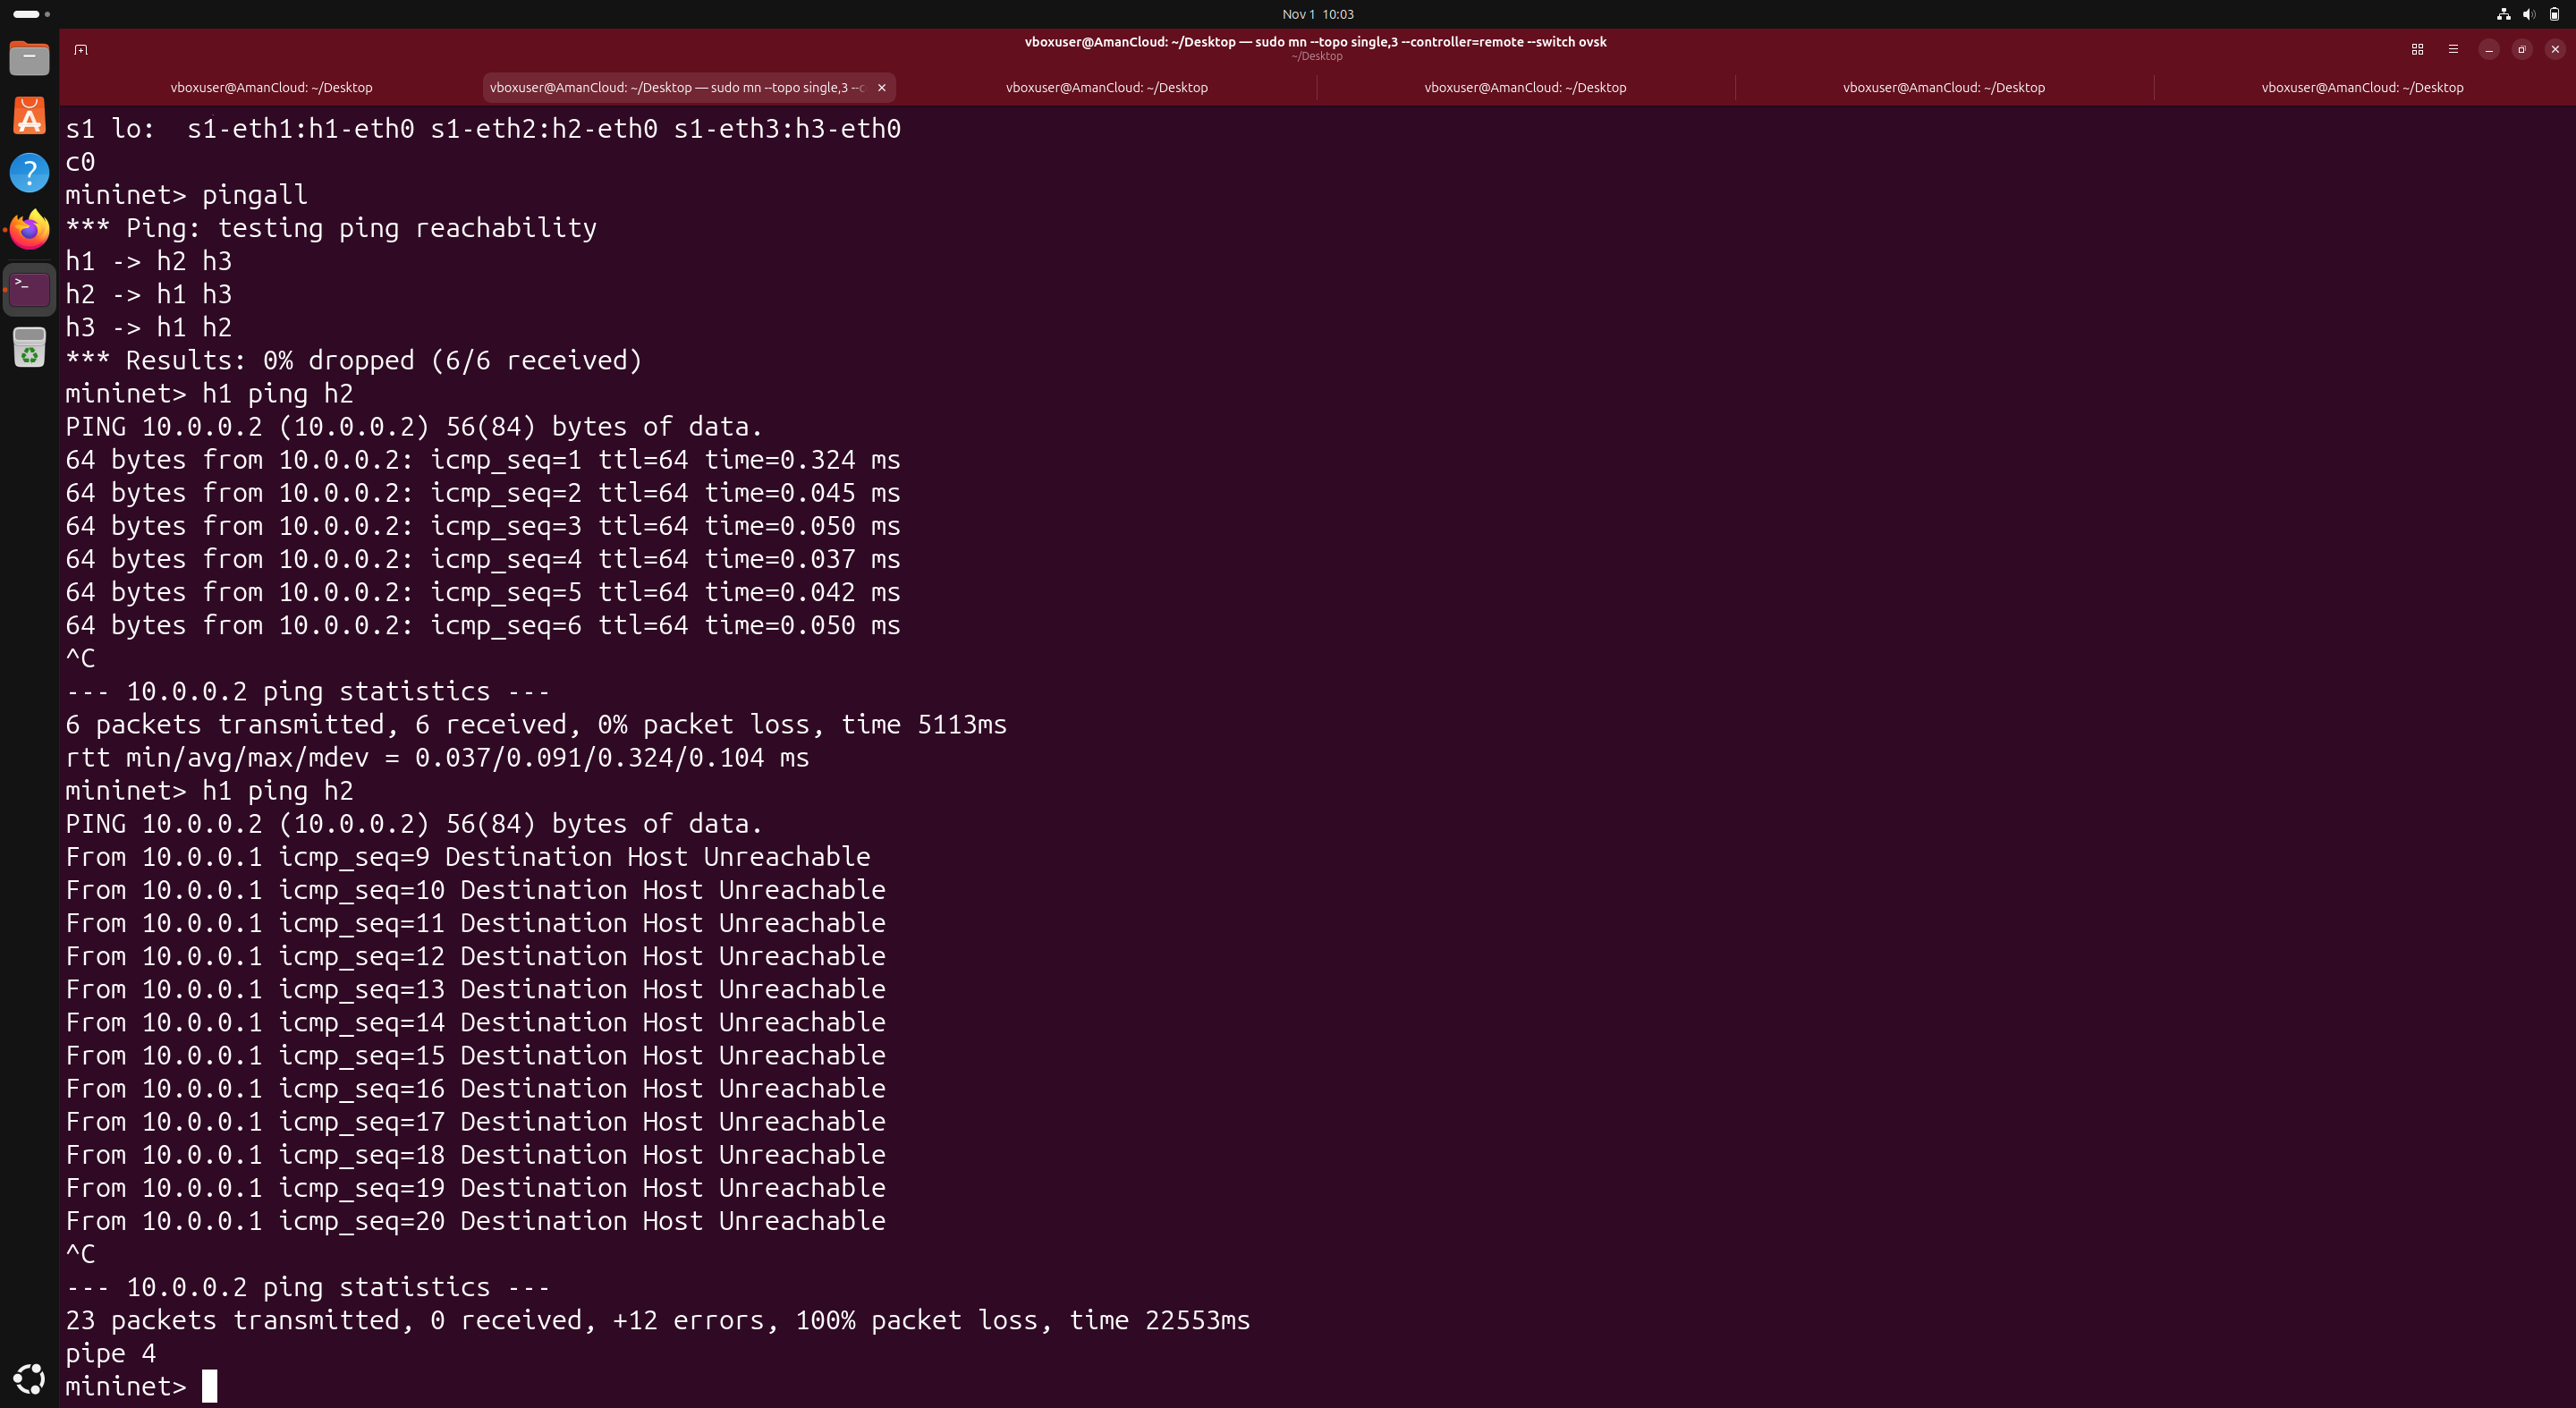 Nov 1 10:03
vboxuser@AmanCloud: ~/Desktop — sudo mn --topo single,3 --controller=remote --switch ovsk
~/Desktop
vboxuser@AmanCloud: ~/Desktop
vboxuser@AmanCloud: ~/Desktop — sudo mn --topo single,3 --c
vboxuser@AmanCloud: ~/Desktop
vboxuser@AmanCloud: ~/Desktop
vboxuser@AmanCloud: ~/Desktop
vboxuser@AmanCloud: ~/Desktop
s1 lo:  s1-eth1:h1-eth0 s1-eth2:h2-eth0 s1-eth3:h3-eth0
c0
mininet> pingall
*** Ping: testing ping reachability
h1 -> h2 h3
h2 -> h1 h3
h3 -> h1 h2
*** Results: 0% dropped (6/6 received)
mininet> h1 ping h2
PING 10.0.0.2 (10.0.0.2) 56(84) bytes of data.
64 bytes from 10.0.0.2: icmp_seq=1 ttl=64 time=0.324 ms
64 bytes from 10.0.0.2: icmp_seq=2 ttl=64 time=0.045 ms
64 bytes from 10.0.0.2: icmp_seq=3 ttl=64 time=0.050 ms
64 bytes from 10.0.0.2: icmp_seq=4 ttl=64 time=0.037 ms
64 bytes from 10.0.0.2: icmp_seq=5 ttl=64 time=0.042 ms
64 bytes from 10.0.0.2: icmp_seq=6 ttl=64 time=0.050 ms
^C
--- 10.0.0.2 ping statistics ---
6 packets transmitted, 6 received, 0% packet loss, time 5113ms
rtt min/avg/max/mdev = 0.037/0.091/0.324/0.104 ms
mininet> h1 ping h2
PING 10.0.0.2 (10.0.0.2) 56(84) bytes of data.
From 10.0.0.1 icmp_seq=9 Destination Host Unreachable
From 10.0.0.1 icmp_seq=10 Destination Host Unreachable
From 10.0.0.1 icmp_seq=11 Destination Host Unreachable
From 10.0.0.1 icmp_seq=12 Destination Host Unreachable
From 10.0.0.1 icmp_seq=13 Destination Host Unreachable
From 10.0.0.1 icmp_seq=14 Destination Host Unreachable
From 10.0.0.1 icmp_seq=15 Destination Host Unreachable
From 10.0.0.1 icmp_seq=16 Destination Host Unreachable
From 10.0.0.1 icmp_seq=17 Destination Host Unreachable
From 10.0.0.1 icmp_seq=18 Destination Host Unreachable
From 10.0.0.1 icmp_seq=19 Destination Host Unreachable
From 10.0.0.1 icmp_seq=20 Destination Host Unreachable
^C
--- 10.0.0.2 ping statistics ---
23 packets transmitted, 0 received, +12 errors, 100% packet loss, time 22553ms
pipe 4
mininet>